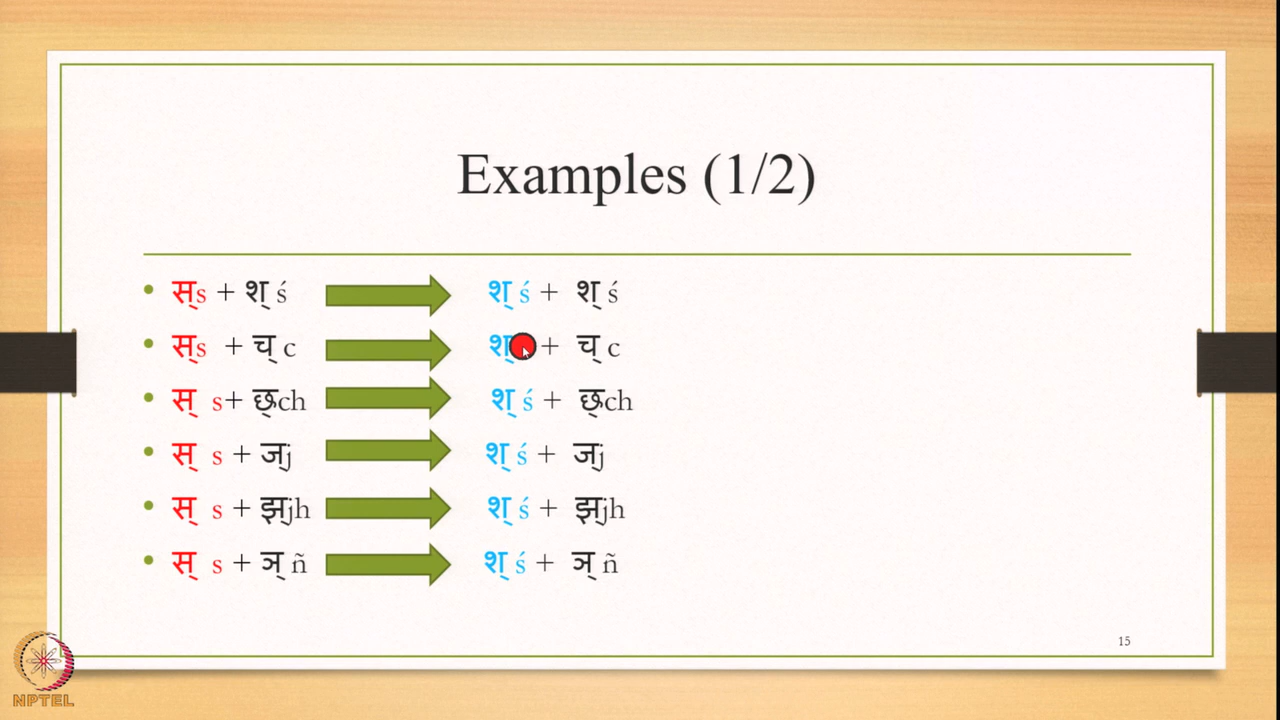 Examples (1/2)
• स्s + श् ś श् ś + श् ś
• स्s + च् c श् + च् c
• स् s+ छ्ch श् ś + छ्ch
• स् s + ज्j श् ś + ज्j
• स् s + झ्jh श् ś + झ्jh
• स् s + ञ् ñ श् ś + ञ् ñ
15
NPTEL